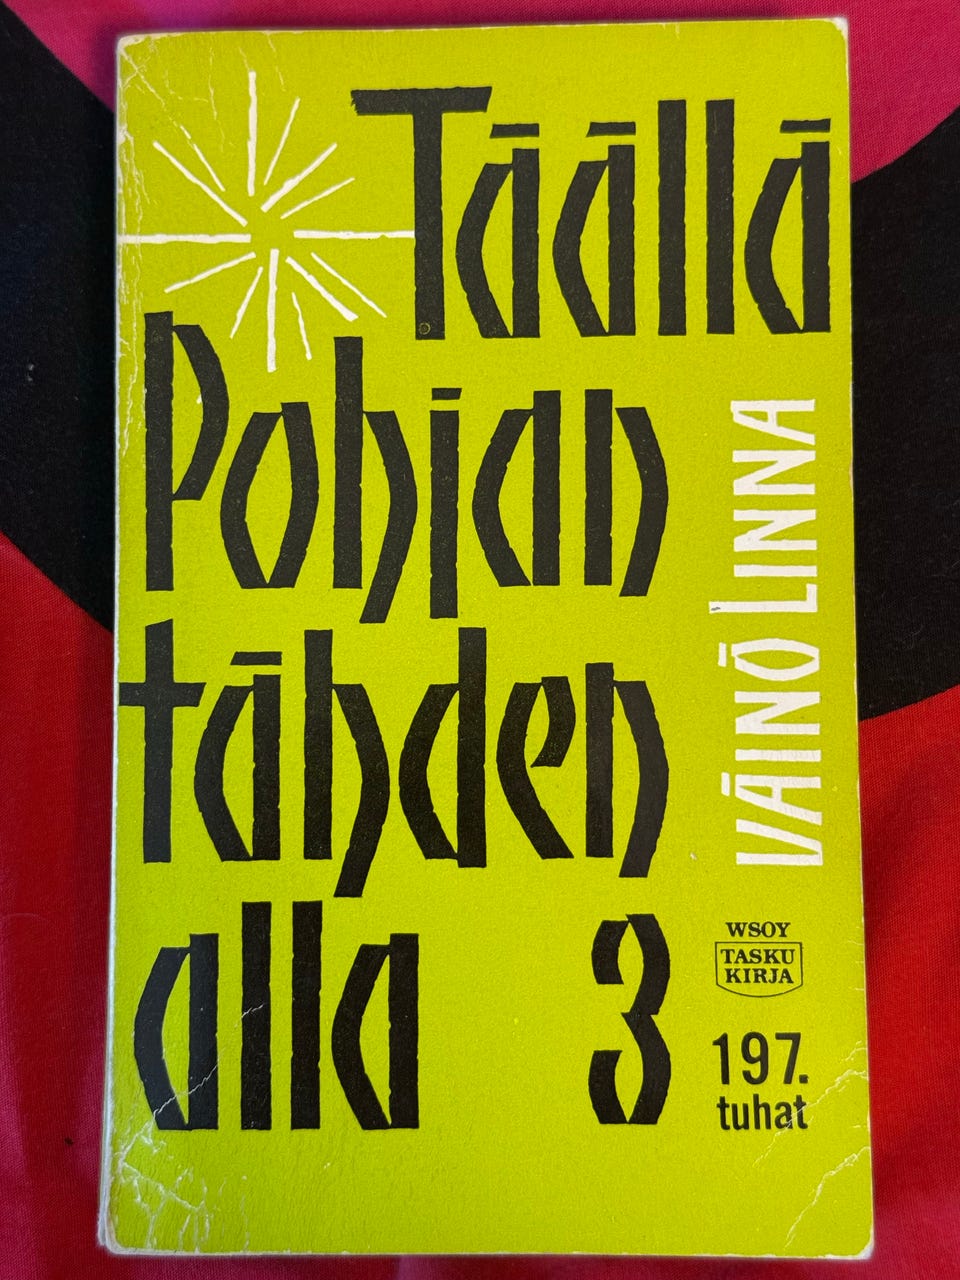 Täällä
Pohjan
tähden
alla 3
VÄINÖ LINNA
WSOY
TASKU
KIRJA
197.
tuhat